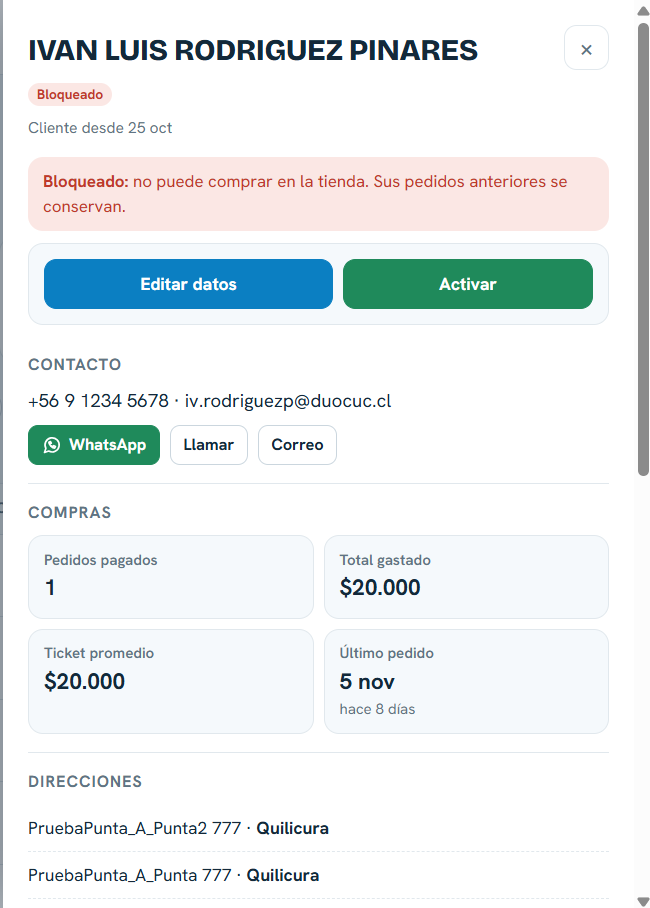 IVAN LUIS RODRIGUEZ PINARES
Bloqueado
Cliente desde 25 oct
Bloqueado: no puede comprar en la tienda. Sus pedidos anteriores se
conservan.
Editar datos
Activar
CONTACTO
+56 9 1234 5678 · iv.rodriguezp@duocuc.cl
WhatsApp
Llamar
Correo
COMPRAS
Pedidos pagados
1
Total gastado
$20.000
Ticket promedio
$20.000
Último pedido
5 nov
hace 8 días
DIRECCIONES
PruebaPunta_A_Punta2 777 · Quilicura
PruebaPunta_A_Punta 777 · Quilicura